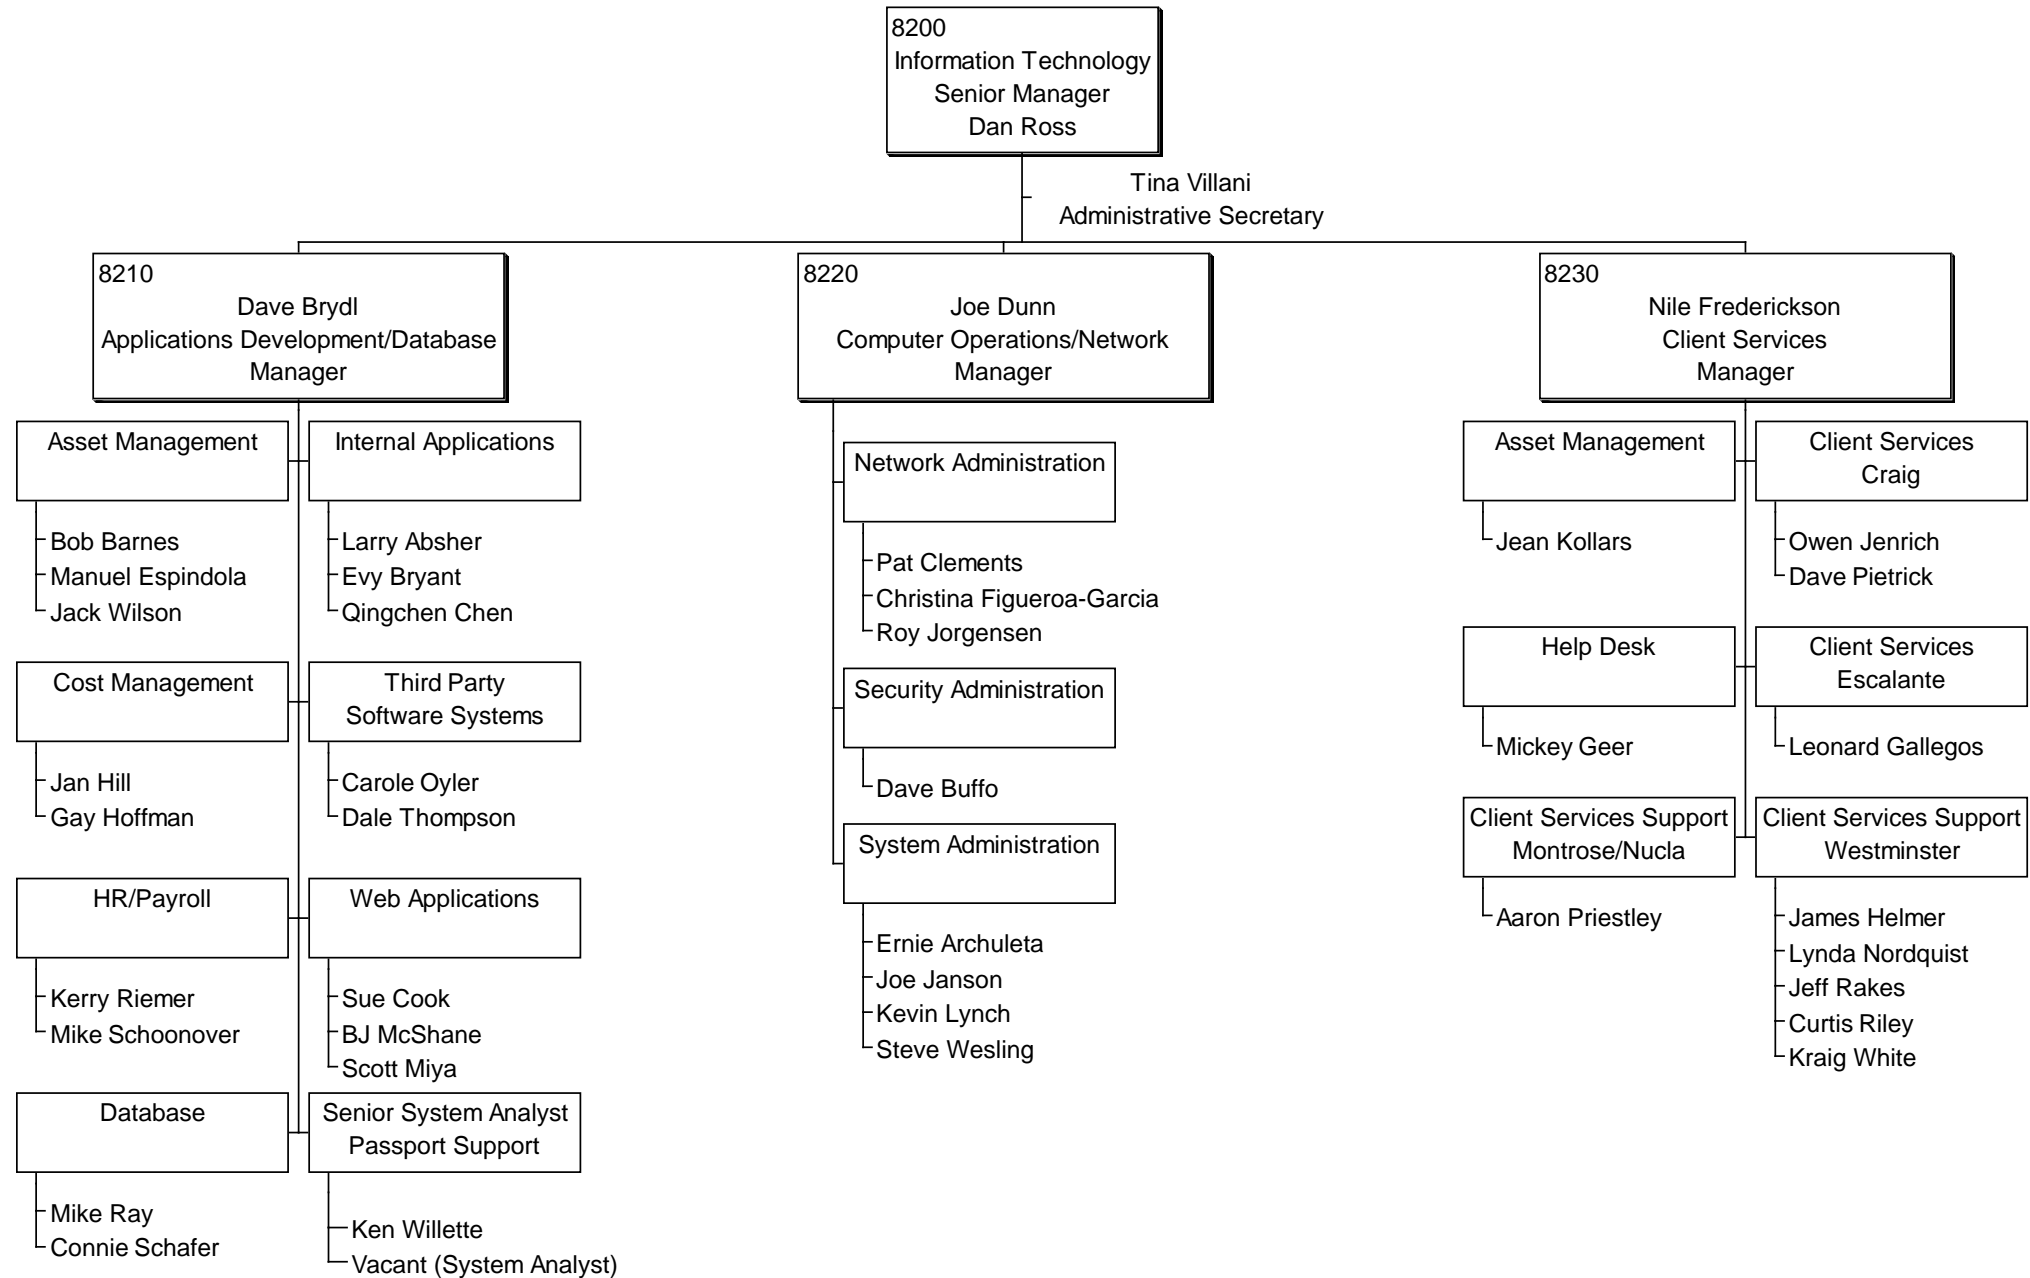 8200
Information Technology
Senior Manager
Dan Ross
Tina Villani
Administrative Secretary
8210
Dave Brydl
Applications Development/Database
Manager
Asset Management
Bob Barnes
Manuel Espindola
Jack Wilson
Internal Applications
Larry Absher
Evy Bryant
Qingchen Chen
Cost Management
Jan Hill
Gay Hoffman
Third Party
Software Systems
Carole Oyler
Dale Thompson
HR/Payroll
Kerry Riemer
Mike Schoonover
Web Applications
Sue Cook
BJ McShane
Scott Miya
Database
Mike Ray
Connie Schafer
Senior System Analyst
Passport Support
Ken Willette
Vacant (System Analyst)
8220
Joe Dunn
Computer Operations/Network
Manager
Network Administration
Pat Clements
Christina Figueroa-Garcia
Roy Jorgensen
Security Administration
Dave Buffo
System Administration
Ernie Archuleta
Joe Janson
Kevin Lynch
Steve Wesling
8230
Nile Frederickson
Client Services
Manager
Asset Management
Jean Kollars
Client Services
Craig
Owen Jenrich
Dave Pietrick
Help Desk
Mickey Geer
Client Services
Escalante
Leonard Gallegos
Client Services Support
Montrose/Nucla
Aaron Priestley
Client Services Support
Westminster
James Helmer
Lynda Nordquist
Jeff Rakes
Curtis Riley
Kraig White